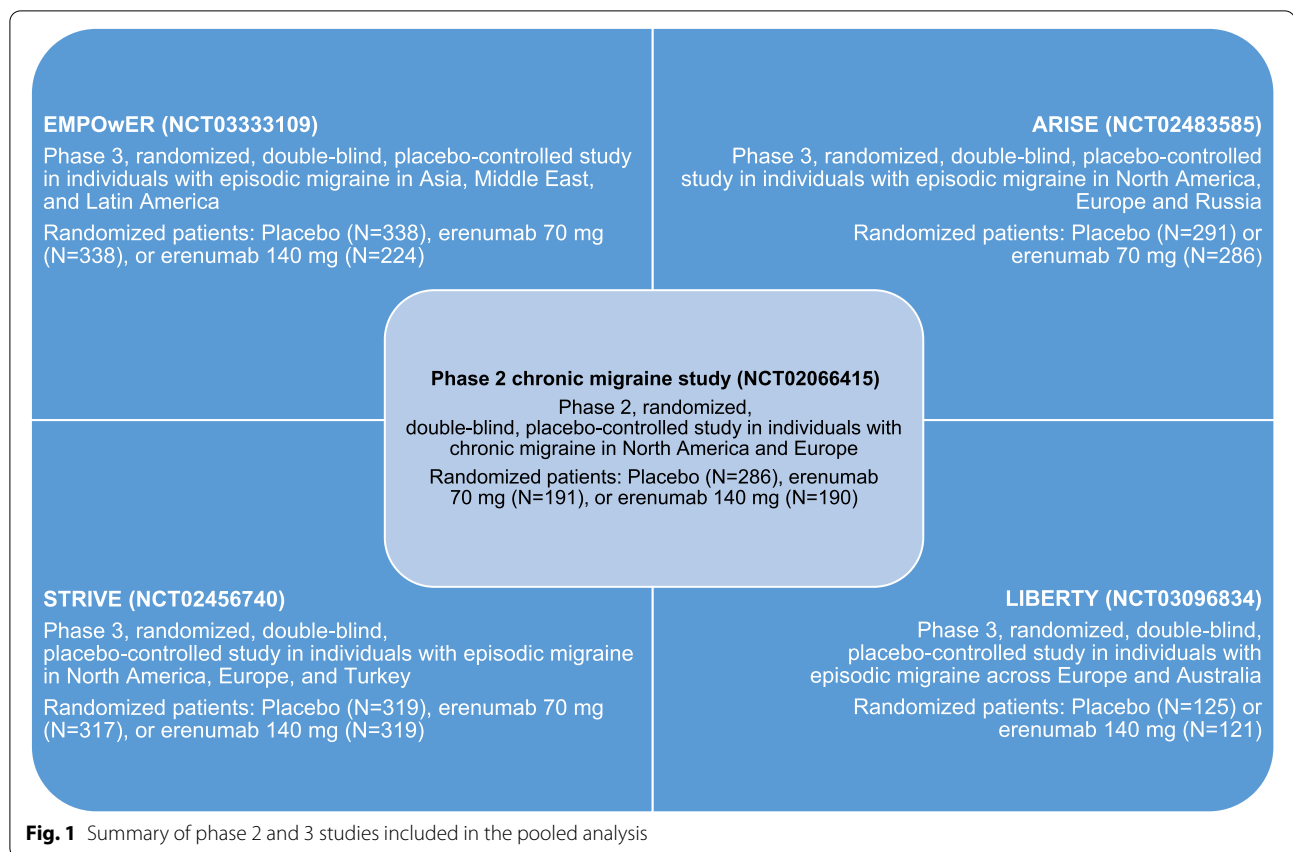 EMPOwER (NCT03333109)
Phase 3, randomized, double-blind, placebo-controlled study
in individuals with episodic migraine in Asia, Middle East,
and Latin America
Randomized patients: Placebo (N=338), erenumab 70 mg
(N=338), or erenumab 140 mg (N=224)
ARISE (NCT02483585)
Phase 3, randomized, double-blind, placebo-controlled
study in individuals with episodic migraine in North America,
Europe and Russia
Randomized patients: Placebo (N=291) or
erenumab 70 mg (N=286)
Phase 2 chronic migraine study (NCT02066415)
Phase 2, randomized,
double-blind, placebo-controlled study in individuals with
chronic migraine in North America and Europe
Randomized patients: Placebo (N=286), erenumab
70 mg (N=191), or erenumab 140 mg (N=190)
STRIVE (NCT02456740)
Phase 3, randomized, double-blind,
placebo-controlled study in individuals with episodic migraine
in North America, Europe, and Turkey
Randomized patients: Placebo (N=319), erenumab 70 mg
(N=317), or erenumab 140 mg (N=319)
LIBERTY (NCT03096834)
Phase 3, randomized, double-blind,
placebo-controlled study in individuals with
episodic migraine across Europe and Australia
Randomized patients: Placebo (N=125) or
erenumab 140 mg (N=121)
Fig. 1 Summary of phase 2 and 3 studies included in the pooled analysis